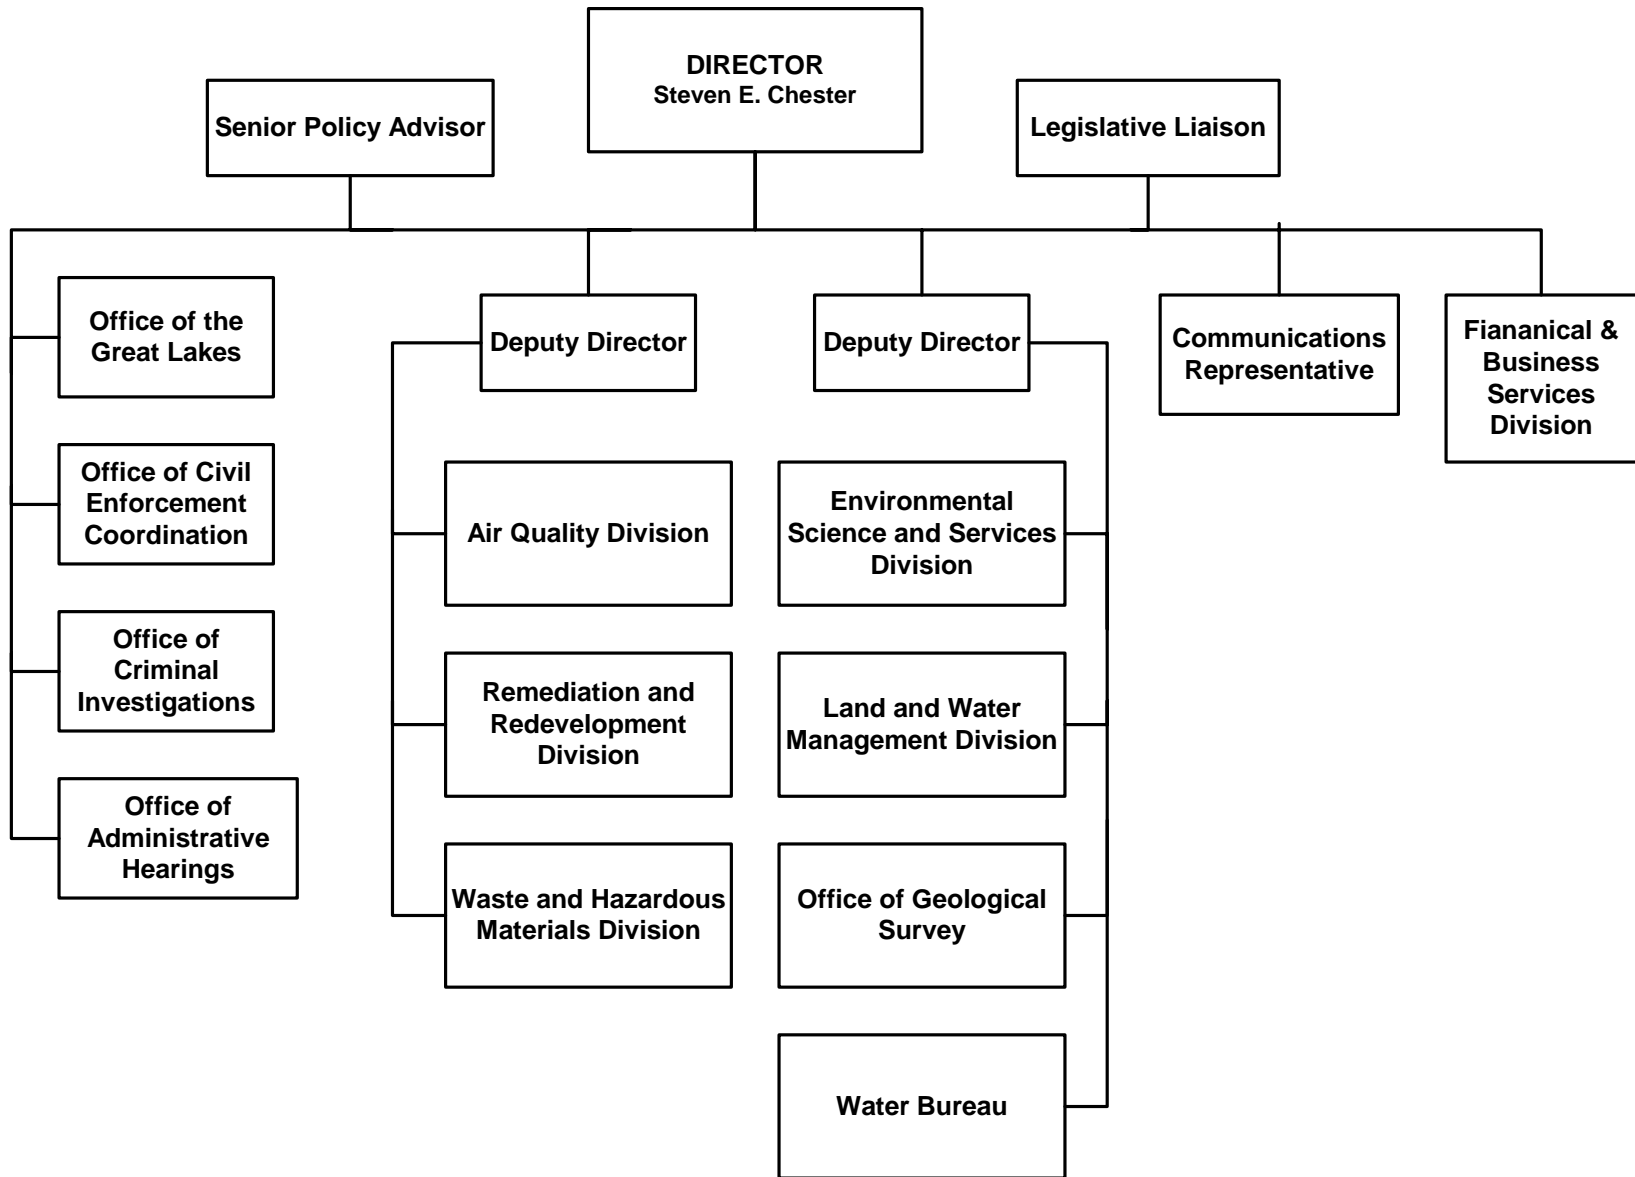 DIRECTOR
Steven E. Chester
Senior Policy Advisor
Legislative Liaison
Office of the
Great Lakes
Office of Civil
Enforcement
Coordination
Office of
Criminal
Investigations
Office of
Administrative
Hearings
Deputy Director
Air Quality Division
Remediation and
Redevelopment
Division
Waste and Hazardous
Materials Division
Deputy Director
Environmental
Science and Services
Division
Land and Water
Management Division
Office of Geological
Survey
Water Bureau
Communications
Representative
Fiananical &
Business
Services
Division